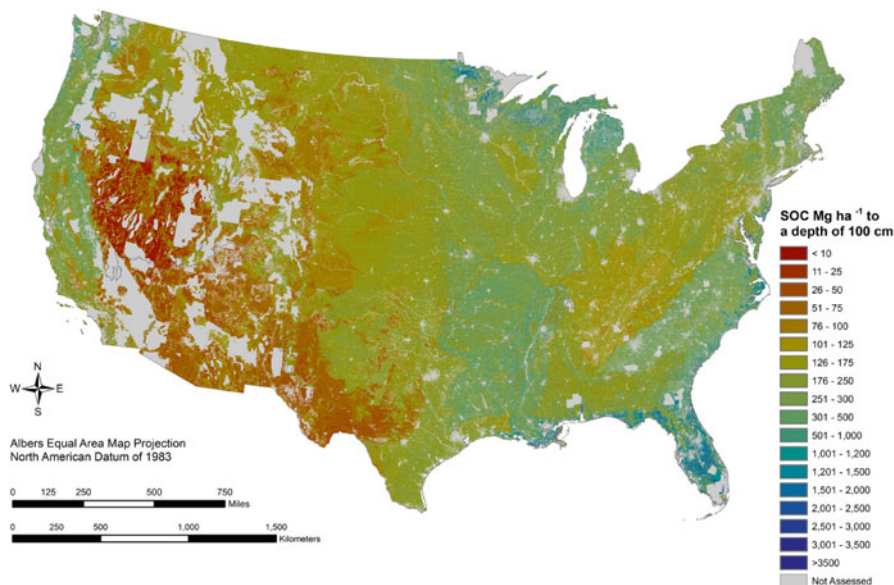 SOC Mg ha -1 to
a depth of 100 cm
< 10
11 - 25
26 - 50
51 - 75
76 - 100
101 - 125
126 - 175
176 - 250
251 - 300
301 - 500
501 - 1,000
1,001 - 1,200
1,201 - 1,500
1,501 - 2,000
2,001 - 2,500
2,501 - 3,000
3,001 - 3,500
>3500
Not Assessed
N
W E
S
Albers Equal Area Map Projection
North American Datum of 1983
0 125 250 500 750
Miles
0 250 500 1,000 1,500
Kilometers